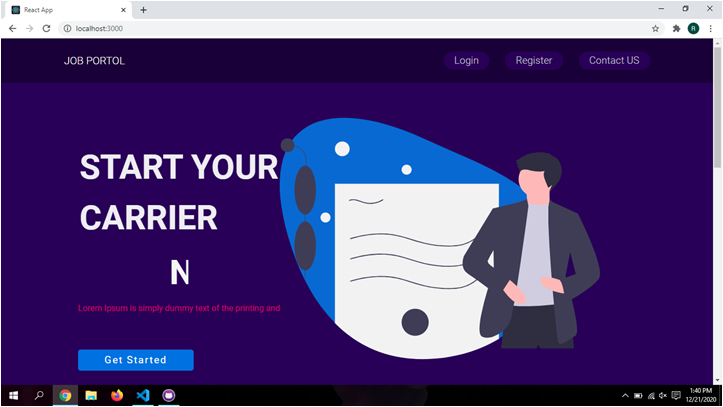 React App
localhost:3000
R
JOB PORTOL
Login
Register
Contact US
START YOUR
CARRIER
N
Lorem Ipsum is simply dummy text of the printing and
Get Started
1:40 PM
12/21/2020